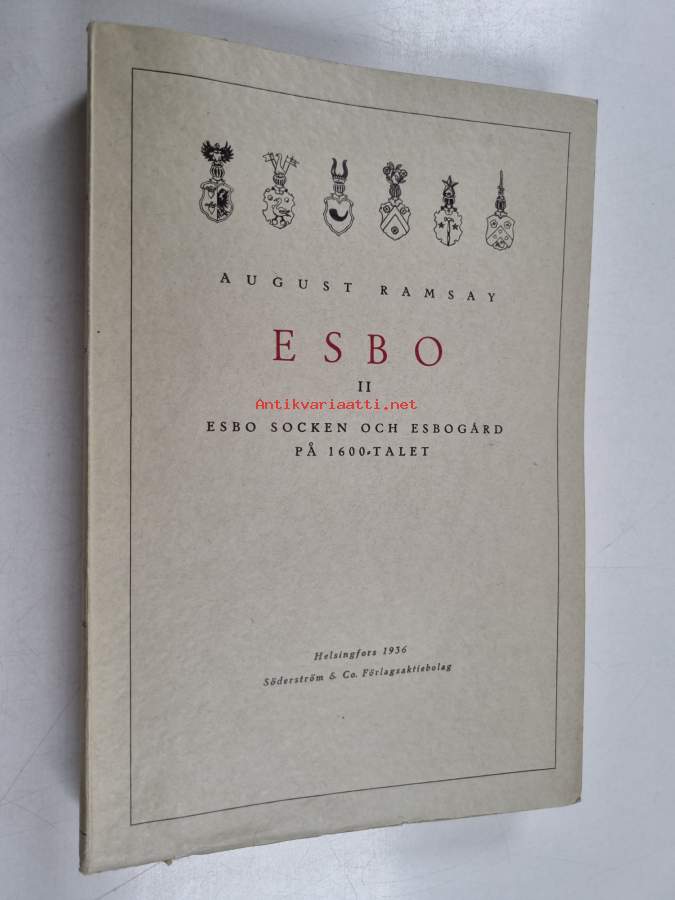 AUGUST RAMSAY
ESBO
II
Antikvariaatti.net
ESBO SOCKEN OCH ESBOGÅRD
PÅ 1600-TALET
Helsingfors 1936
Söderström & Co. Förlagsaktiebolag